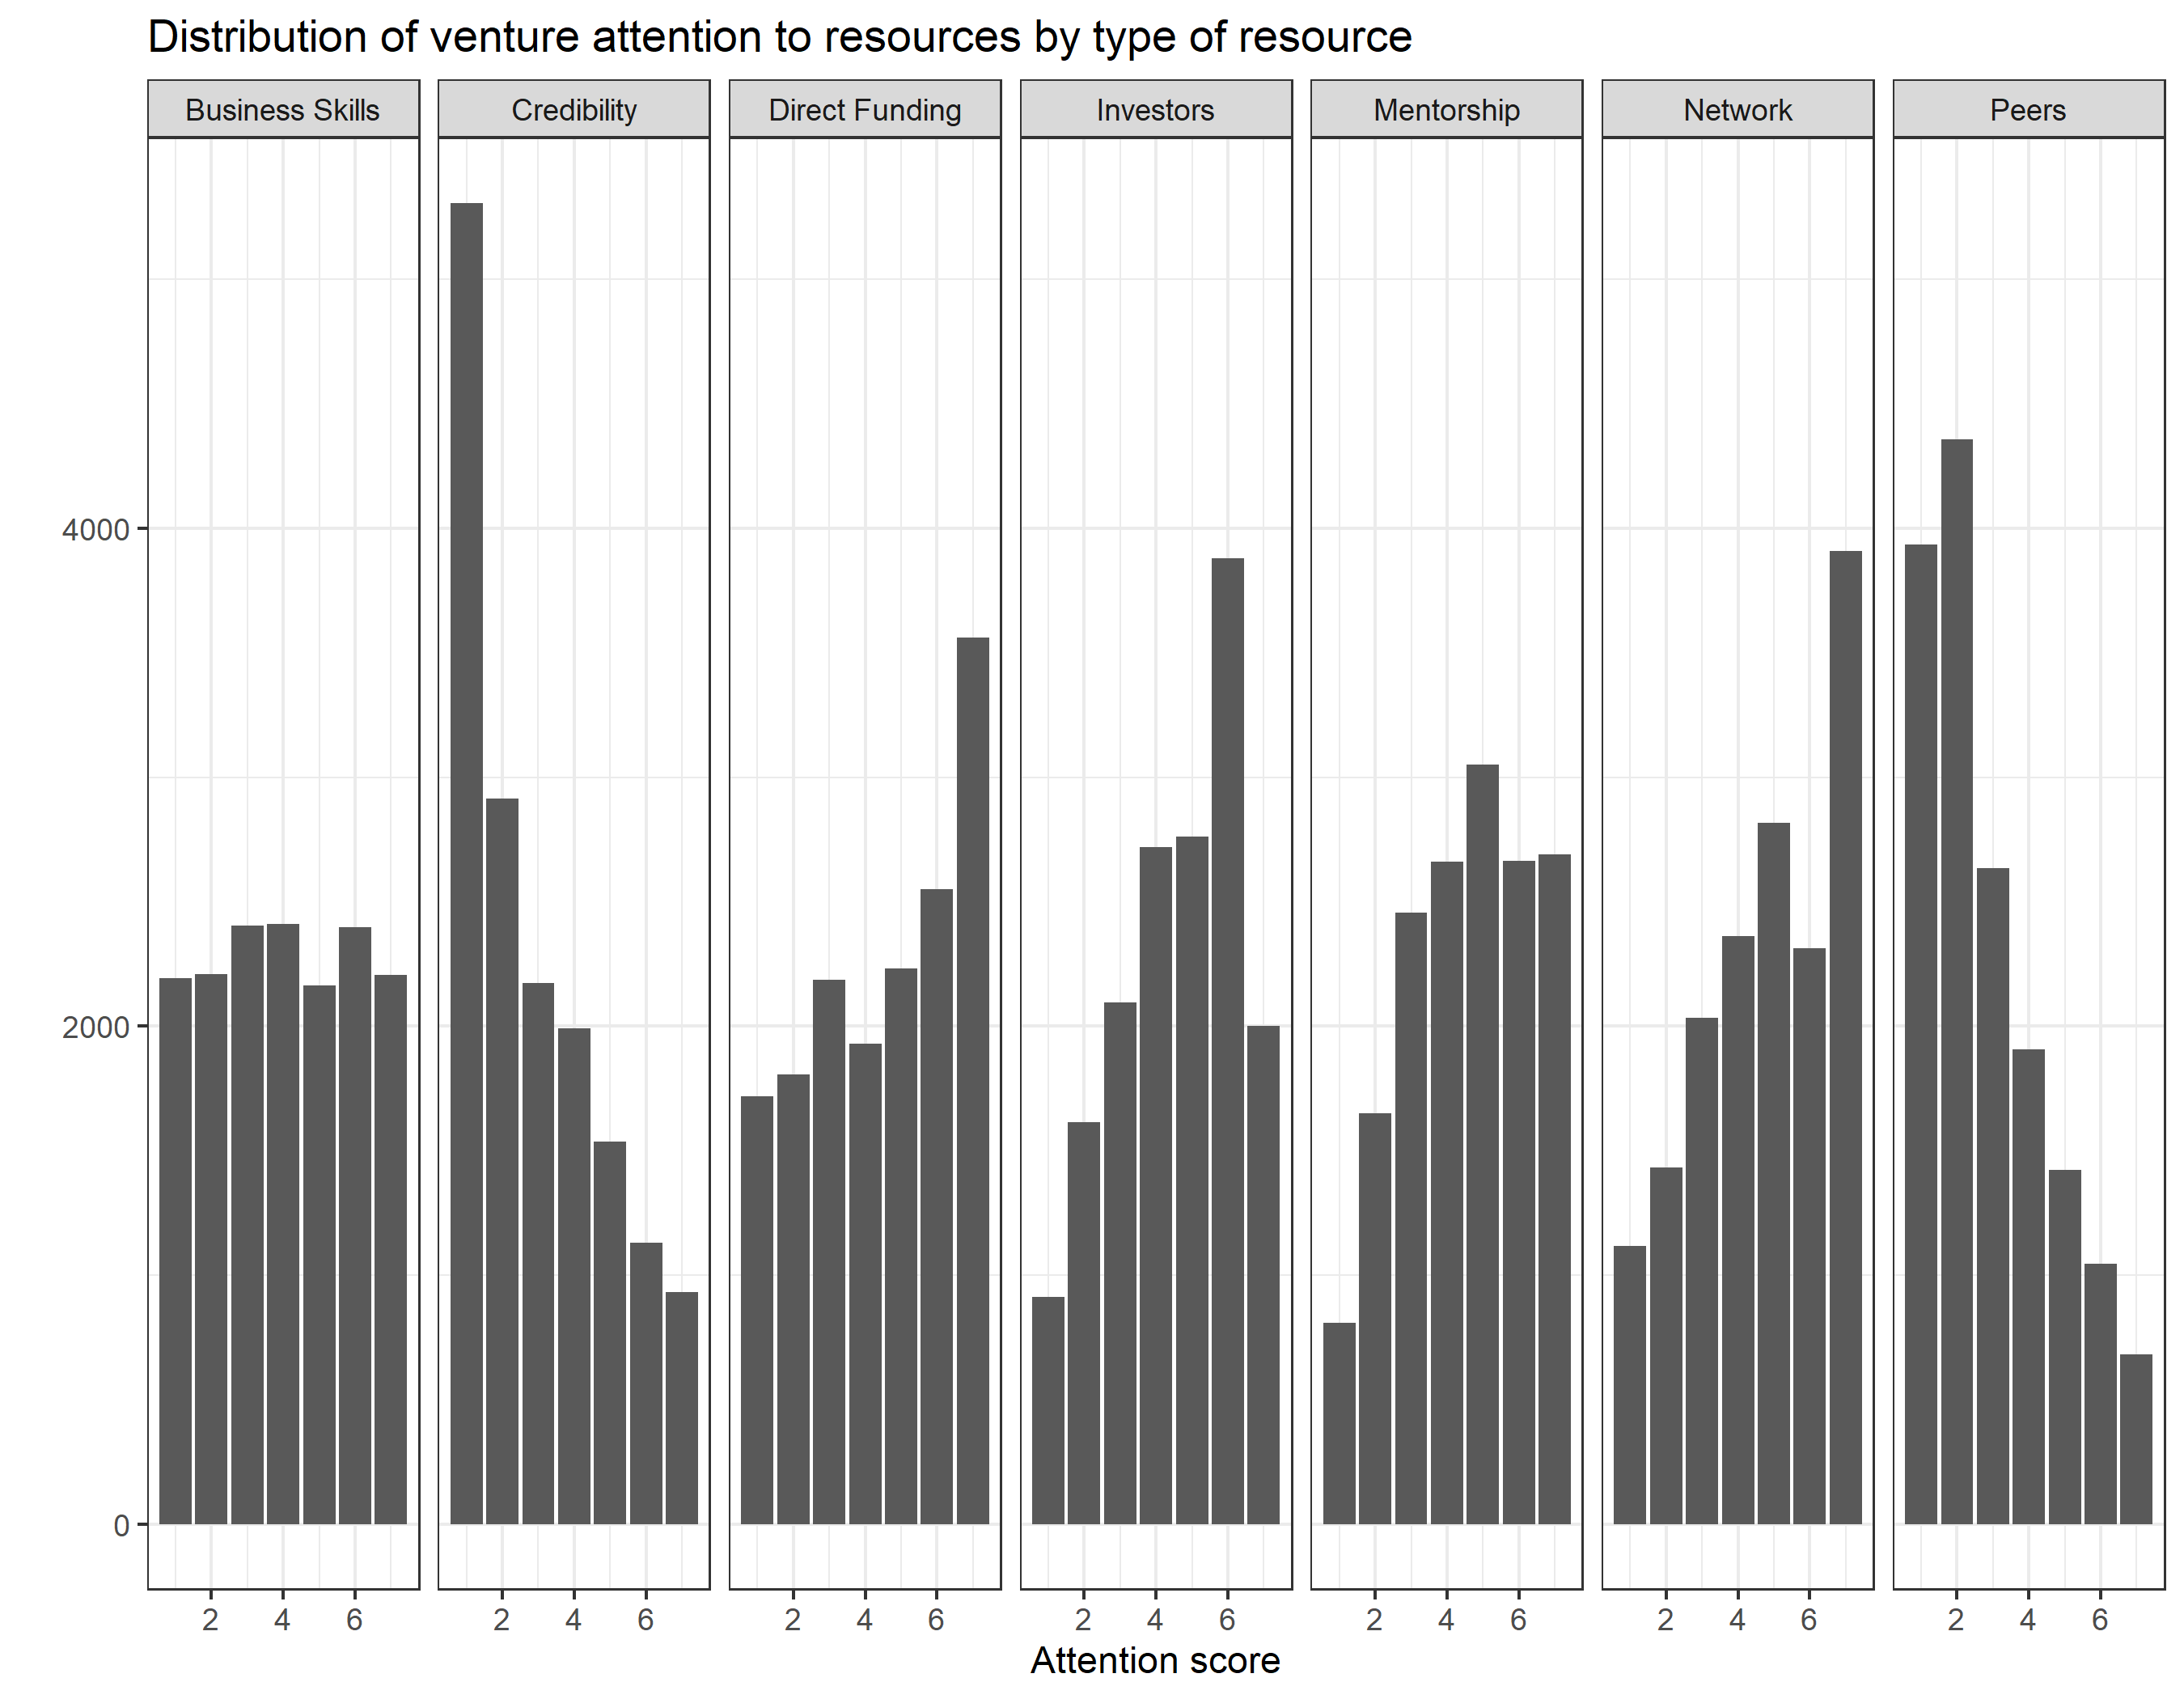 Distribution of venture attention to resources by type of resource
Business Skills Credibility Direct Funding Investors Mentorship Network Peers
4000
2000
0
2 4 6 2 4 6 2 4 6 2 4 6 2 4 6 2 4 6 2 4 6
Attention score